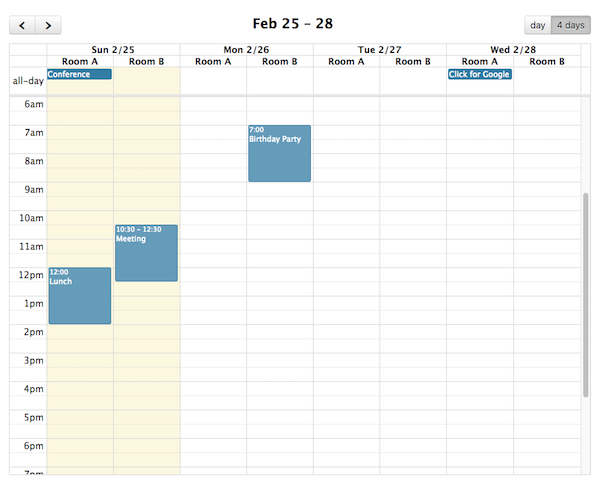 Feb 25 – 28
day 4 days
Sun 2/25 Mon 2/26 Tue 2/27 Wed 2/28
Room A Room B Room A Room B Room A Room B Room A Room B
all-day Conference Click for Google
6am
7am 7:00
Birthday Party
8am
9am
10am
10:30 – 12:30
Meeting
11am
12pm 12:00
Lunch
1pm
2pm
3pm
4pm
5pm
6pm
7pm